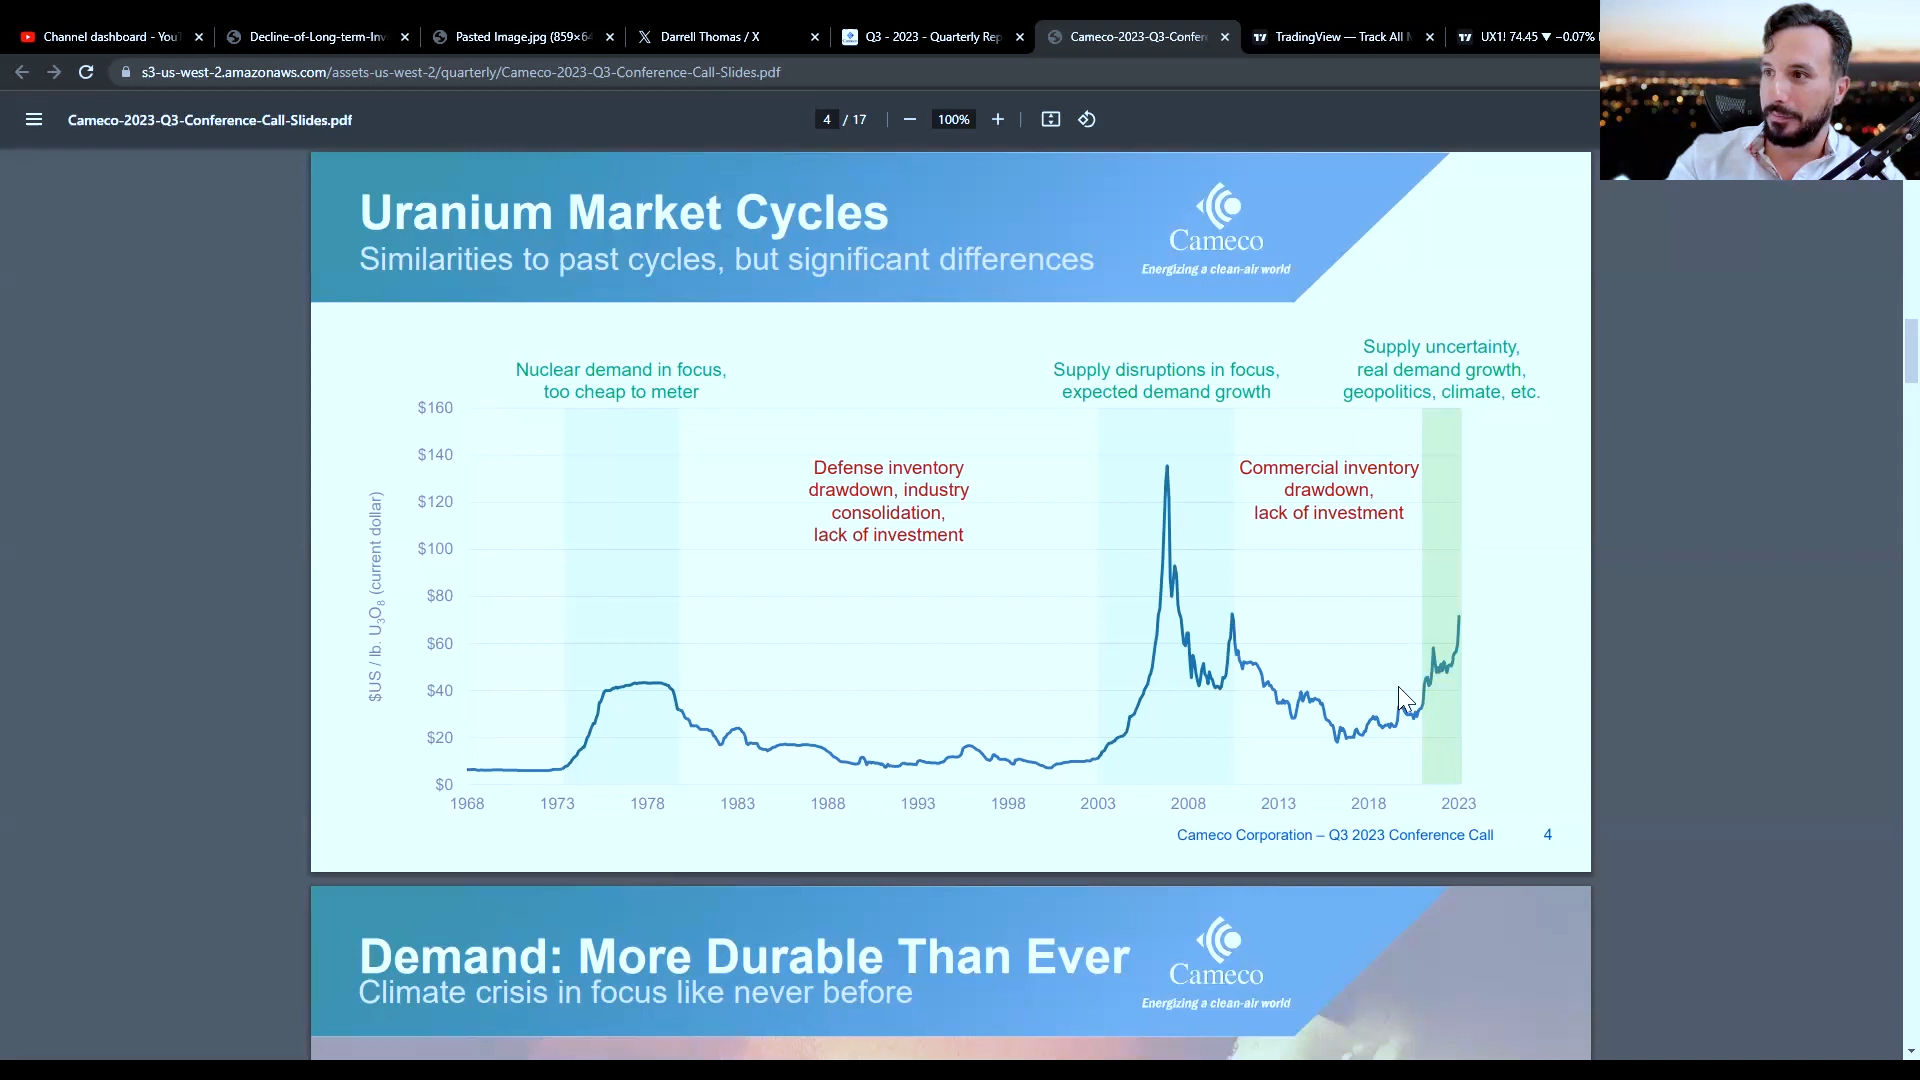 Channel dashboard - You
Decline-of-Long-term-Inv
Pasted Image.jpg (859×64
Darrell Thomas / X
Q3 - 2023 - Quarterly Rep
Cameco-2023-Q3-Conferen
TradingView — Track All M
UX1! 74.45 ▼ −0.07%
s3-us-west-2.amazonaws.com/assets-us-west-2/quarterly/Cameco-2023-Q3-Conference-Call-Slides.pdf
Cameco-2023-Q3-Conference-Call-Slides.pdf
4 / 17
100%
Uranium Market Cycles
Similarities to past cycles, but significant differences
Cameco
Energizing a clean-air world
Nuclear demand in focus,
too cheap to meter
Supply disruptions in focus,
expected demand growth
Supply uncertainty,
real demand growth,
geopolitics, climate, etc.
Defense inventory
drawdown, industry
consolidation,
lack of investment
Commercial inventory
drawdown,
lack of investment
$US / lb. U₃O₈ (current dollar)
$160
$140
$120
$100
$80
$60
$40
$20
$0
1968 1973 1978 1983 1988 1993 1998 2003 2008 2013 2018 2023
Cameco Corporation – Q3 2023 Conference Call 4
Demand: More Durable Than Ever
Climate crisis in focus like never before
Cameco
Energizing a clean-air world